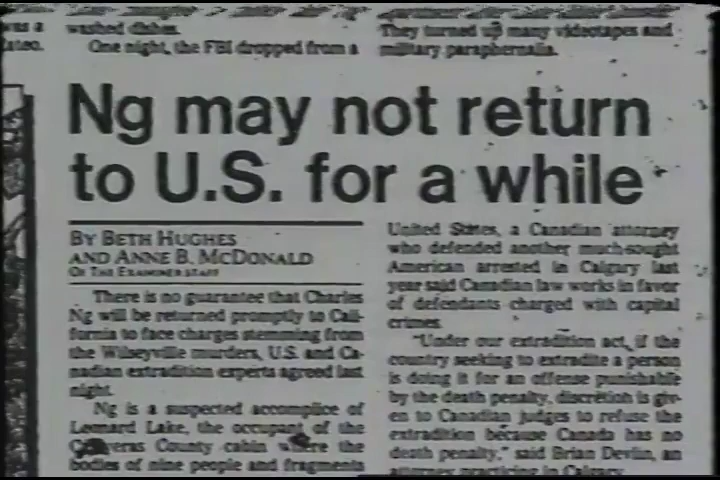 was a
washed dishes.
One night, the FBI dropped from a
They turned up many videotapes and
military paraphernalia.
Ng may not return
to U.S. for a while
BY BETH HUGHES
AND ANNE B. MCDONALD
OF THE EXAMINER STAFF
There is no guarantee that Charles
Ng will be returned promptly to Cali-
fornia to face charges stemming from
the Wilseyville murders, U.S. and Ca-
nadian extradition experts agreed last
night.
Ng is a suspected accomplice of
Leonard Lake, the occupant of the
County cabin where the
bodies of nine people and fragments
United States, a Canadian attorney
who defended another much-sought
American arrested in Calgary last
year said Canadian law works in favor
of defendants charged with capital
crimes.
"Under our extradition act, if the
country seeking to extradite a person
is doing it for an offense punishable
by the death penalty, discretion is giv-
en to Canadian judges to refuse the
extradition because Canada has no
death penalty," said Brian Devlin, an
attorney practicing in Calgary.